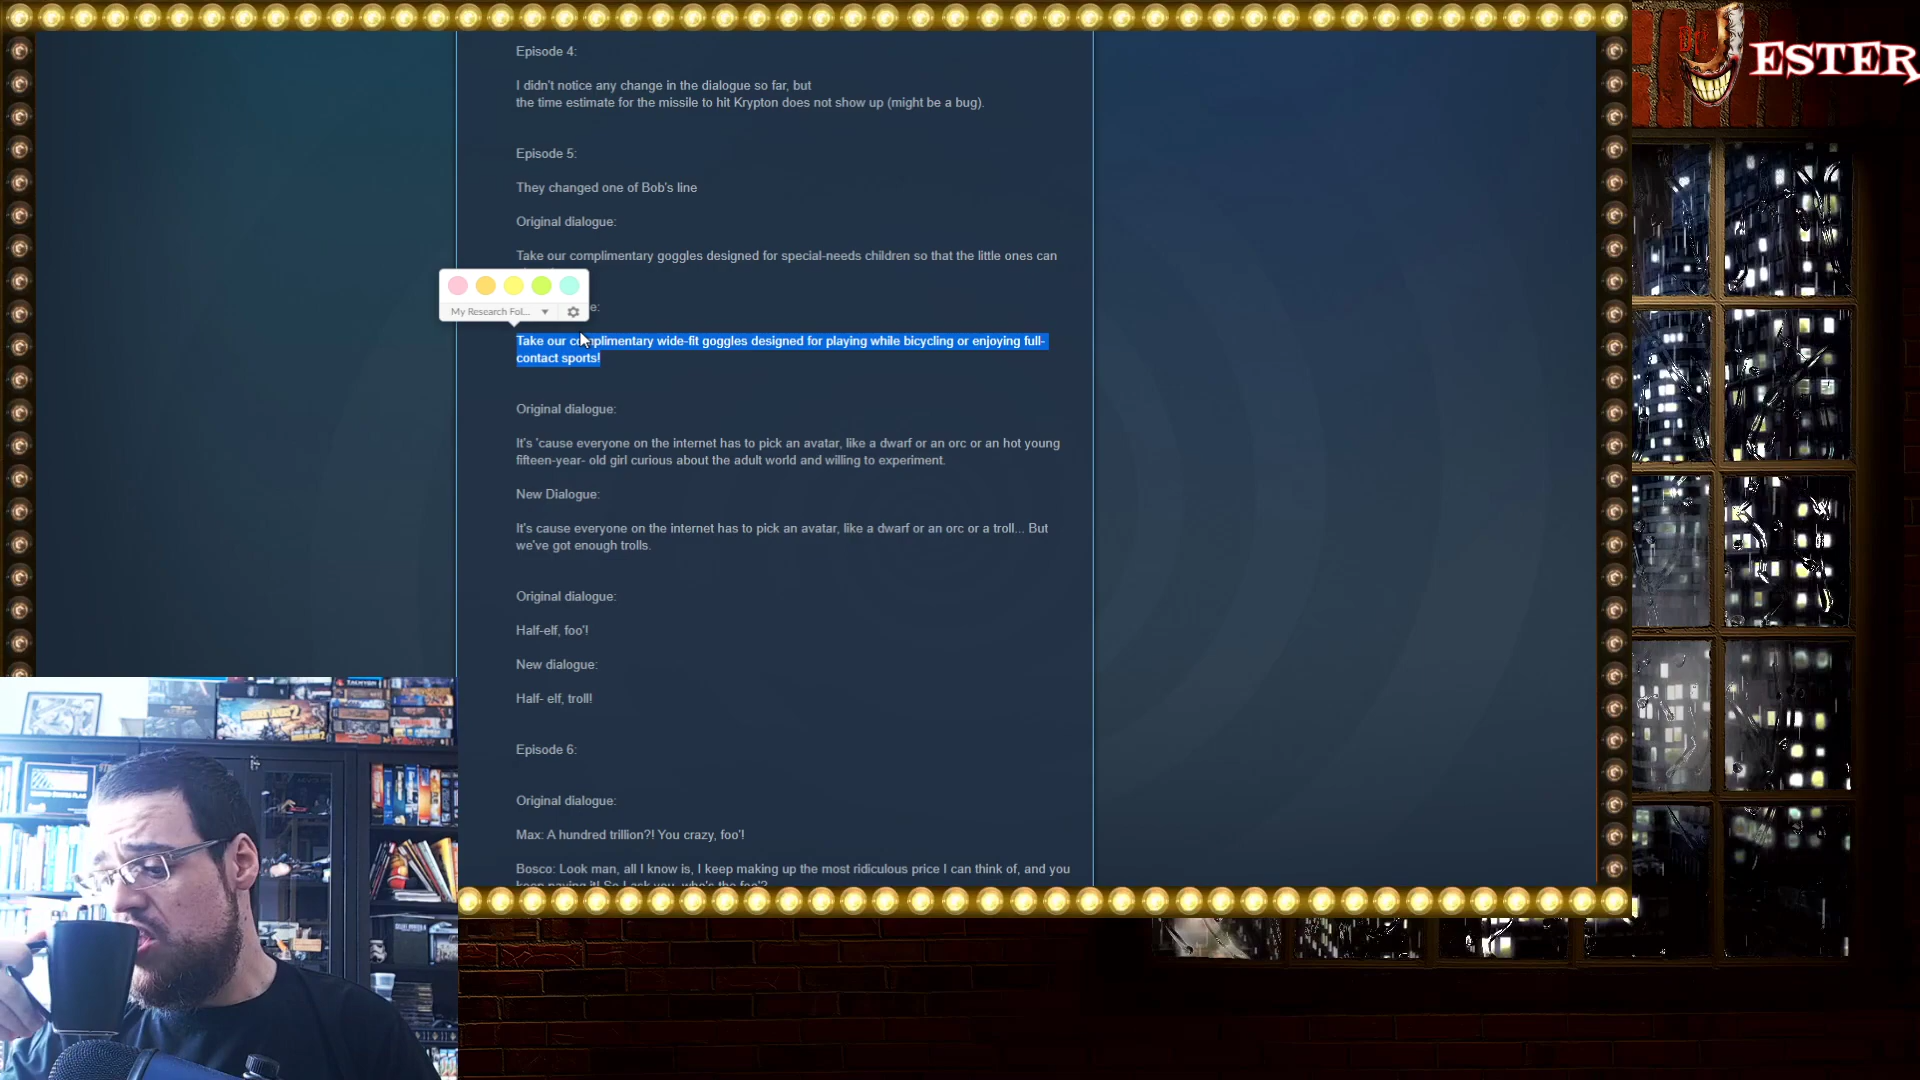 Episode 4:
I didn't notice any change in the dialogue so far, but
the time estimate for the missile to hit Krypton does not show up (might be a bug).
Episode 5:
They changed one of Bob's line
Original dialogue:
Take our complimentary goggles designed for special-needs children so that the little ones can
My Research Fol...
Take our complimentary wide-fit goggles designed for playing while bicycling or enjoying full-
contact sports!
Original dialogue:
It's 'cause everyone on the internet has to pick an avatar, like a dwarf or an orc or an hot young
fifteen-year- old girl curious about the adult world and willing to experiment.
New Dialogue:
It's cause everyone on the internet has to pick an avatar, like a dwarf or an orc or a troll... But
we've got enough trolls.
Original dialogue:
Half-elf, foo'!
New dialogue:
Half- elf, troll!
Episode 6:
Original dialogue:
Max: A hundred trillion?! You crazy, foo'!
Bosco: Look man, all I know is, I keep making up the most ridiculous price I can think of, and you
keep paying it! So I ask you, who's the foo'?
ESTER